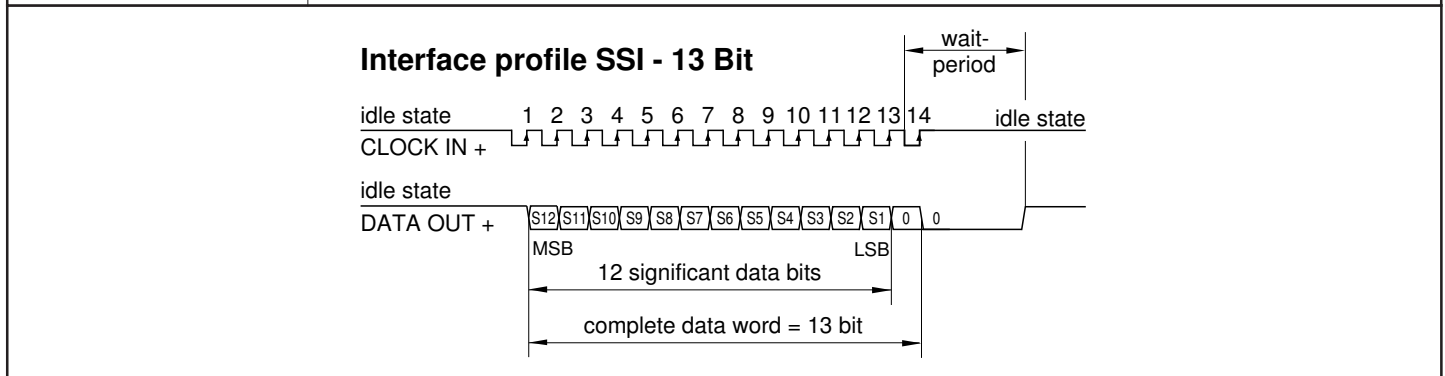 wait-
period
Interface profile SSI - 13 Bit
idle state 1 2 3 4 5 6 7 8 9 10 11 12 13 14 idle state
CLOCK IN +
idle state
DATA OUT + S12 S11 S10 S9 S8 S7 S6 S5 S4 S3 S2 S1 0 0
MSB LSB
12 significant data bits
complete data word = 13 bit